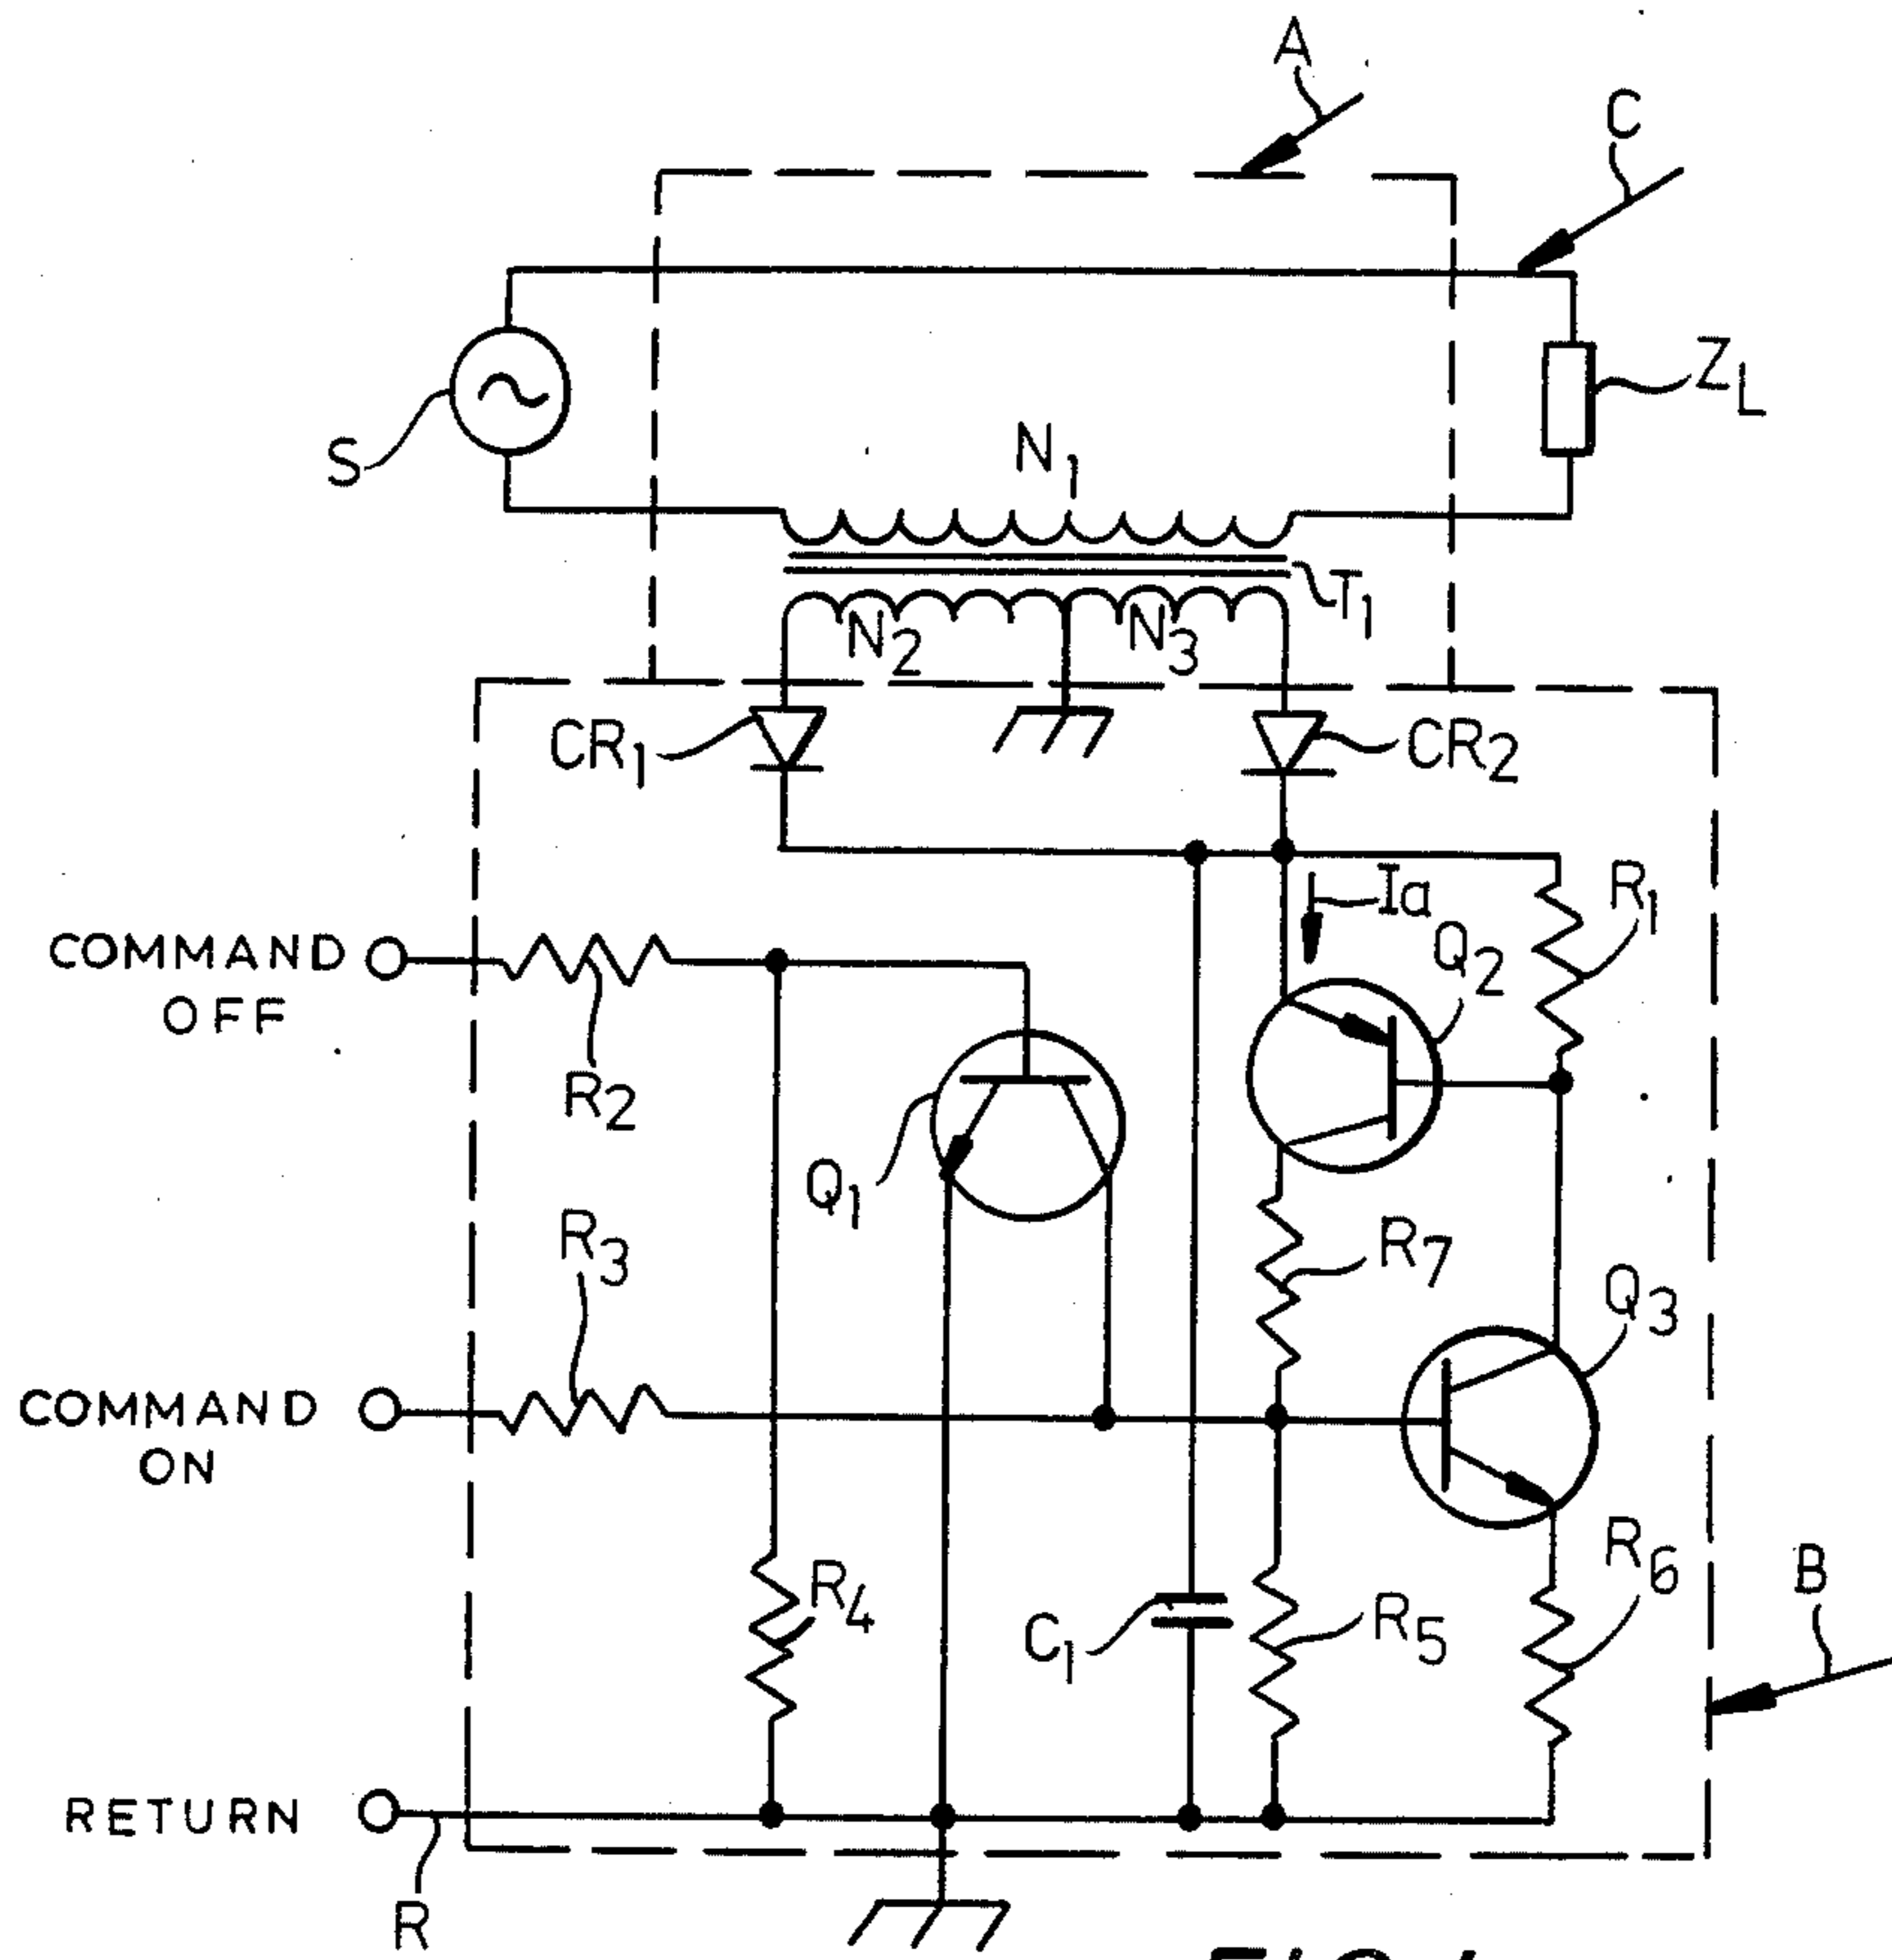 A
C
S
Z_L
N_1
T_1
N_2
N_3
CR_1
CR_2
Ia
R_1
Q_2
COMMAND
OFF
R_2
Q_1
R_3
R_7
Q_3
COMMAND
ON
R_4
C_1
R_5
R_6
B
RETURN
R